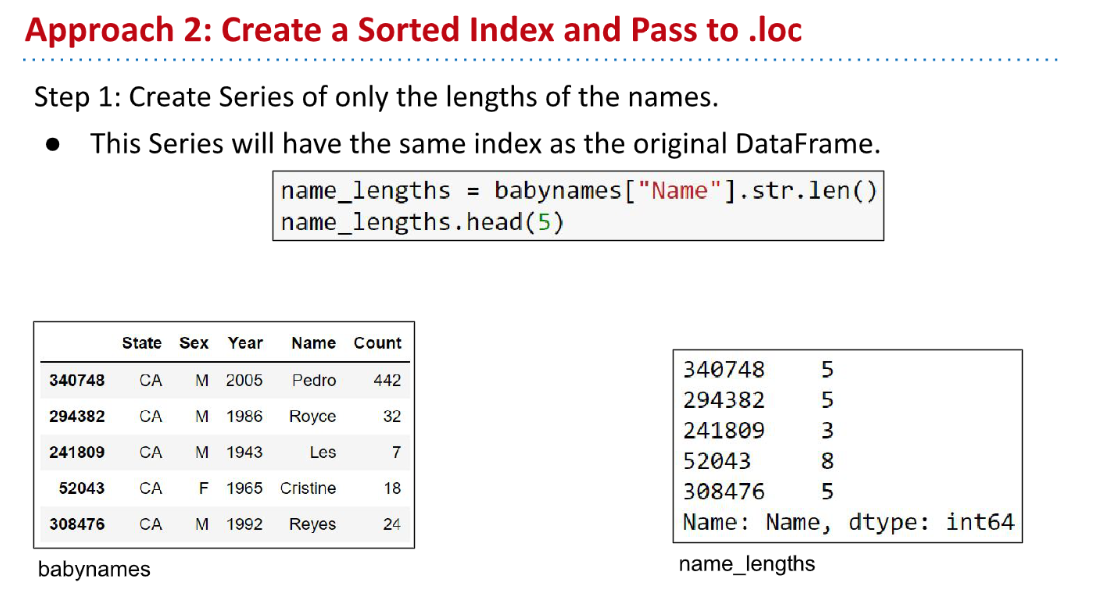 Approach 2: Create a Sorted Index and Pass to .loc
Step 1: Create Series of only the lengths of the names.
● This Series will have the same index as the original DataFrame.
name_lengths = babynames["Name"].str.len()
name_lengths.head(5)
State Sex Year Name Count
340748 CA M 2005 Pedro 442
294382 CA M 1986 Royce 32
241809 CA M 1943 Les 7
52043 CA F 1965 Cristine 18
308476 CA M 1992 Reyes 24
babynames
340748 5
294382 5
241809 3
52043 8
308476 5
Name: Name, dtype: int64
name_lengths